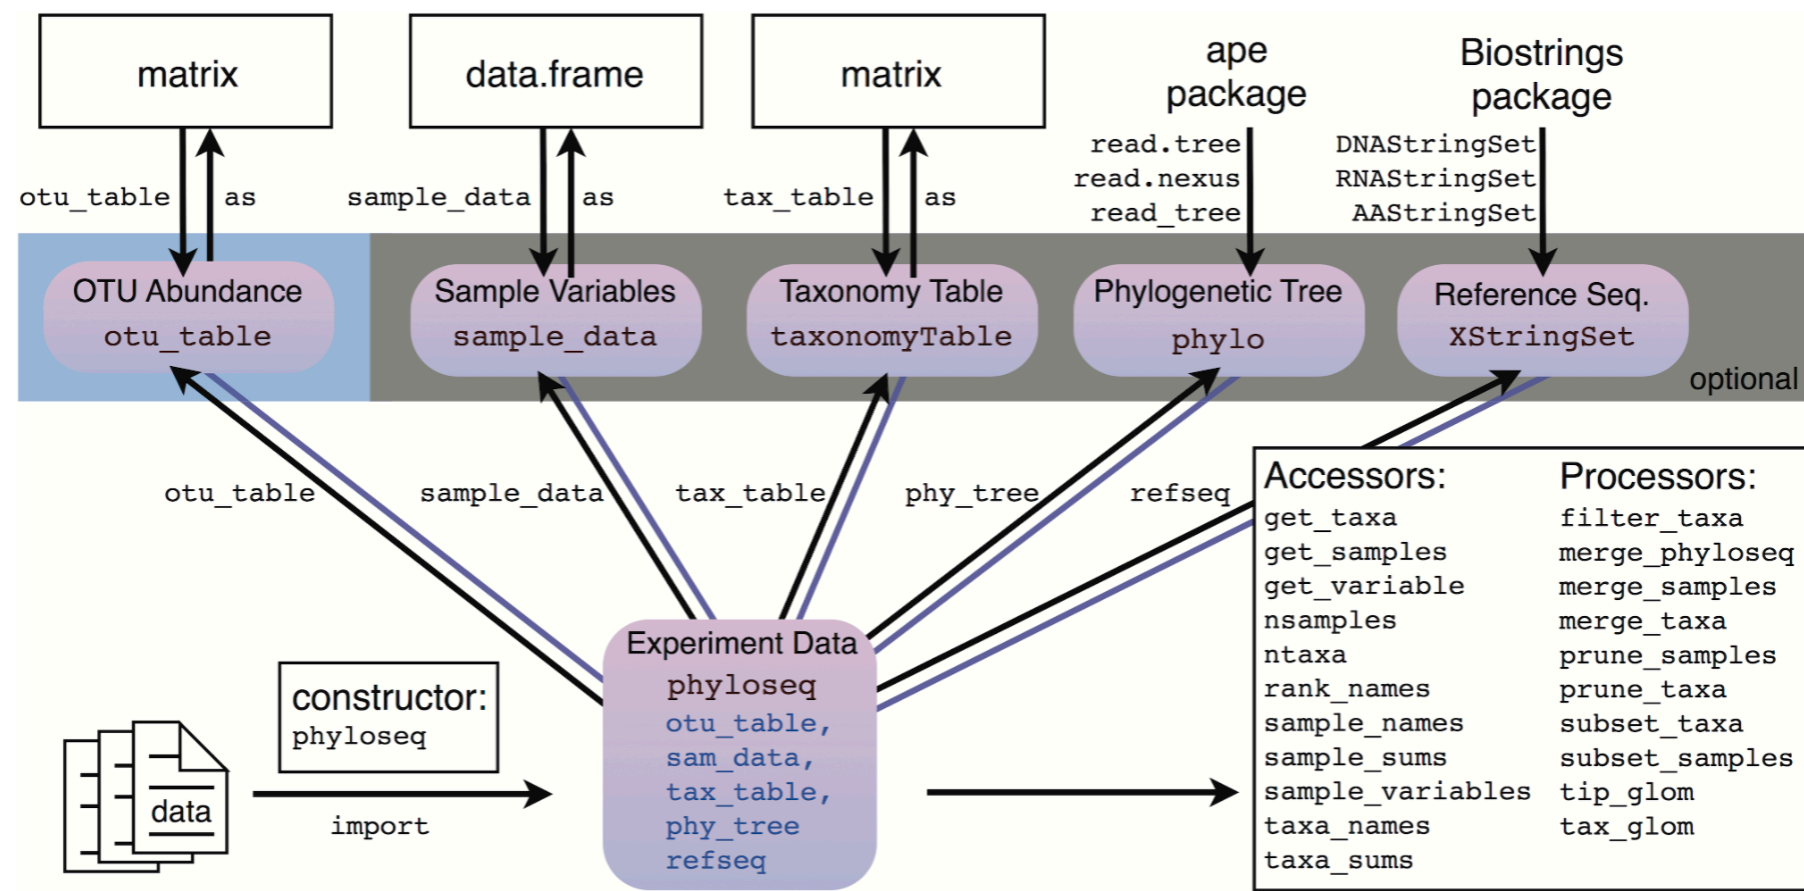 matrix
data.frame
matrix
ape
package
Biostrings
package
read.tree
read.nexus
read_tree
DNAStringSet
RNAStringSet
AAStringSet
otu_table
as
sample_data
as
tax_table
as
OTU Abundance
otu_table
Sample Variables
sample_data
Taxonomy Table
taxonomyTable
Phylogenetic Tree
phylo
Reference Seq.
XStringSet
optional
otu_table
sample_data
tax_table
phy_tree
refseq
Experiment Data
phyloseq
otu_table,
sam_data,
tax_table,
phy_tree
refseq
constructor:
phyloseq
data
import
Accessors:
get_taxa
get_samples
get_variable
nsamples
ntaxa
rank_names
sample_names
sample_sums
sample_variables
taxa_names
taxa_sums
Processors:
filter_taxa
merge_phyloseq
merge_samples
merge_taxa
prune_samples
prune_taxa
subset_taxa
subset_samples
tip_glom
tax_glom